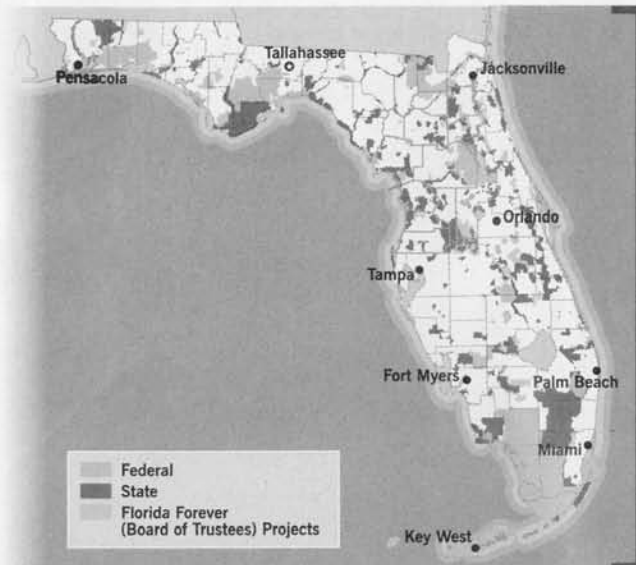 Tallahassee
Pensacola
Jacksonville
Orlando
Tampa
Fort Myers
Palm Beach
Miami
Federal
State
Florida Forever
(Board of Trustees) Projects
Key West